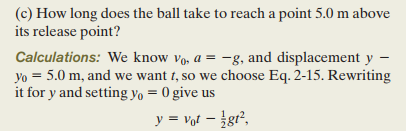 (c) How long does the ball take to reach a point 5.0 m above
its release point?
Calculations: We know v₀, a = −g, and displacement y −
y₀ = 5.0 m, and we want t, so we choose Eq. 2-15. Rewriting
it for y and setting y₀ = 0 give us
y = v₀t − ½gt²,